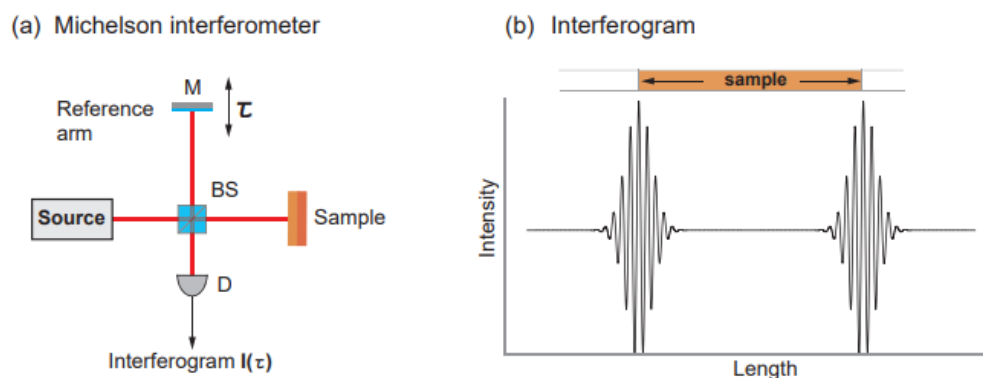 (a) Michelson interferometer
M
Reference
arm
τ
BS
Source
Sample
D
Interferogram I(τ)
(b) Interferogram
sample
Intensity
Length